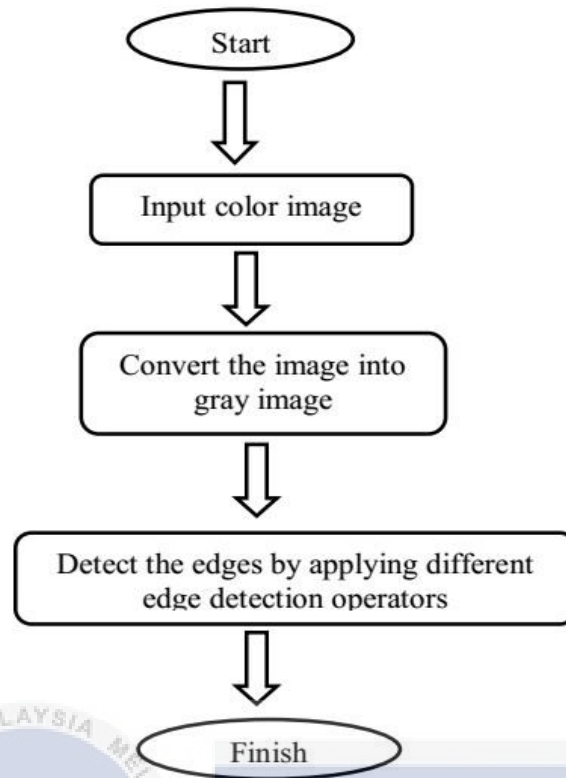 Start
Input color image
Convert the image into
gray image
Detect the edges by applying different
edge detection operators
Finish